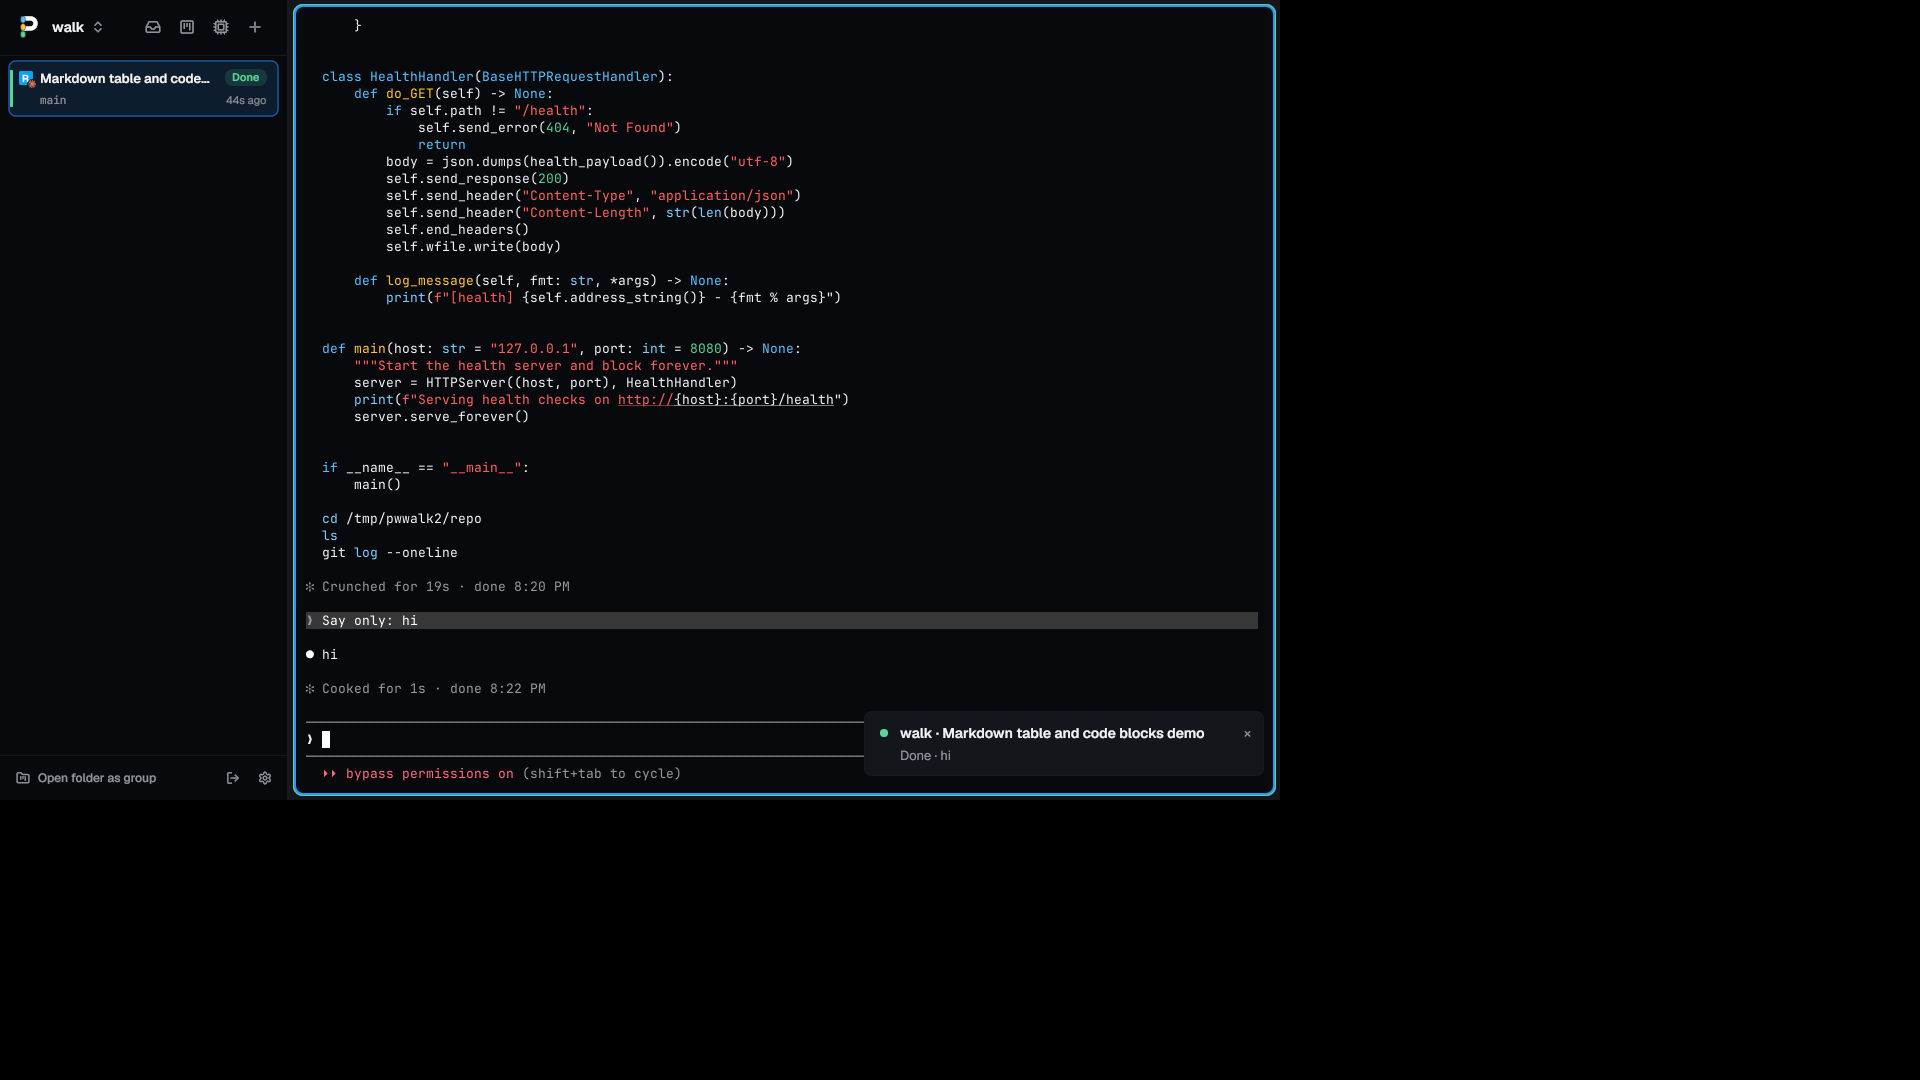 walk
Markdown table and code... Done
main 44s ago
Open folder as group
    }
class HealthHandler(BaseHTTPRequestHandler):
    def do_GET(self) -> None:
        if self.path != "/health":
            self.send_error(404, "Not Found")
            return
        body = json.dumps(health_payload()).encode("utf-8")
        self.send_response(200)
        self.send_header("Content-Type", "application/json")
        self.send_header("Content-Length", str(len(body)))
        self.end_headers()
        self.wfile.write(body)
    def log_message(self, fmt: str, *args) -> None:
        print(f"[health] {self.address_string()} - {fmt % args}")
def main(host: str = "127.0.0.1", port: int = 8080) -> None:
    """Start the health server and block forever."""
    server = HTTPServer((host, port), HealthHandler)
    print(f"Serving health checks on http://{host}:{port}/health")
    server.serve_forever()
if __name__ == "__main__":
    main()
cd /tmp/pwwalk2/repo
ls
git log --oneline
✻ Crunched for 19s · done 8:20 PM
❯ Say only: hi
● hi
✻ Cooked for 1s · done 8:22 PM
❯
⏵⏵ bypass permissions on (shift+tab to cycle)
walk · Markdown table and code blocks demo ×
Done · hi